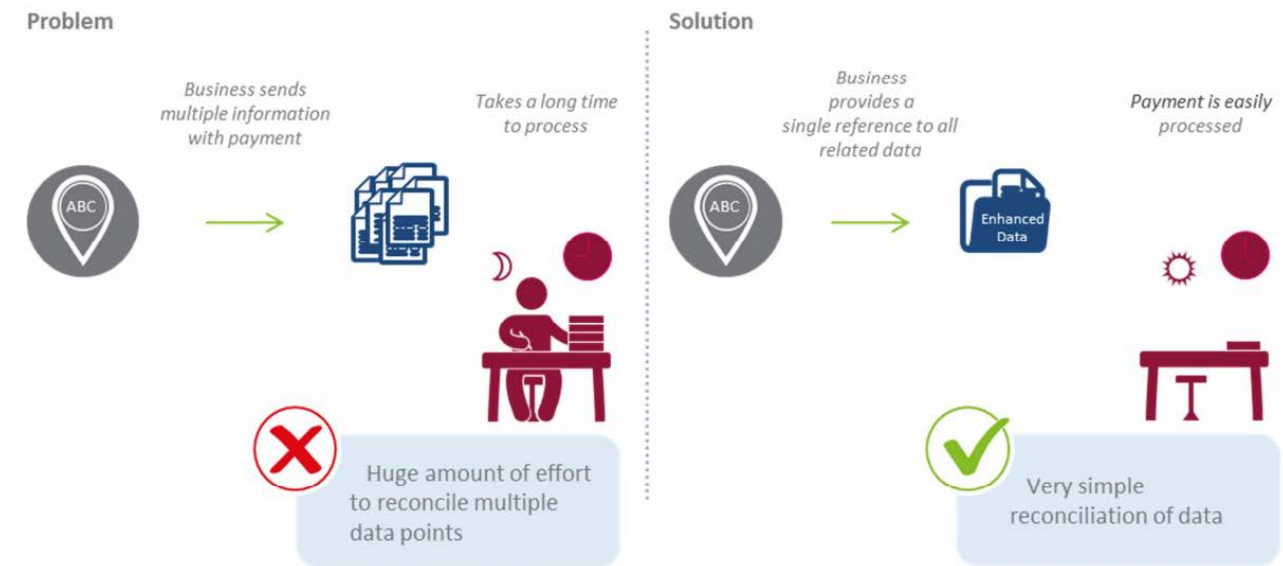 Problem
Business sends
multiple information
with payment
Takes a long time
to process
ABC
Huge amount of effort
to reconcile multiple
data points
Solution
Business
provides a
single reference to all
related data
Payment is easily
processed
ABC
Enhanced
Data
Very simple
reconciliation of data